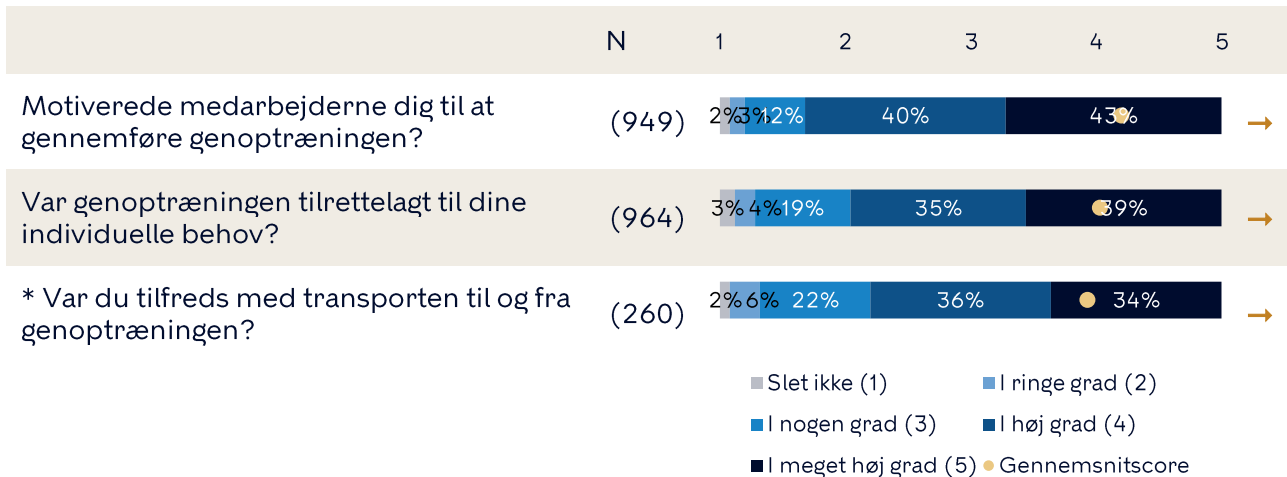 N 1 2 3 4 5
Motiverede medarbejderne dig til at
gennemføre genoptræningen?
(949) 2% 3% 12% 40% 43% →
Var genoptræningen tilrettelagt til dine
individuelle behov?
(964) 3% 4% 19% 35% 39% →
* Var du tilfreds med transporten til og fra
genoptræningen?
(260) 2% 6% 22% 36% 34% →
Slet ikke (1) I ringe grad (2)
I nogen grad (3) I høj grad (4)
I meget høj grad (5) Gennemsnitscore